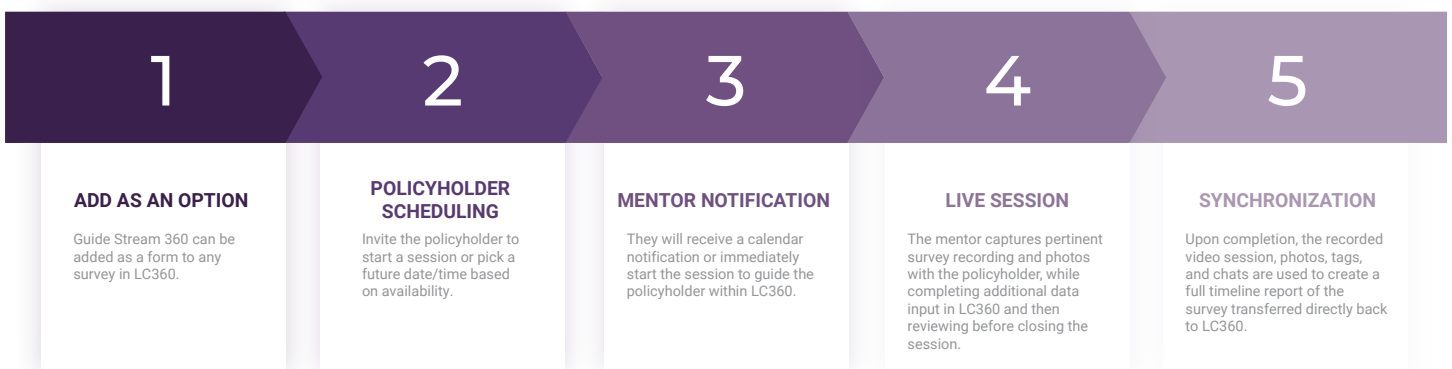 1
2
3
4
5
ADD AS AN OPTION
Guide Stream 360 can be
added as a form to any
survey in LC360.
POLICYHOLDER
SCHEDULING
Invite the policyholder to
start a session or pick a
future date/time based
on availability.
MENTOR NOTIFICATION
They will receive a calendar
notification or immediately
start the session to guide the
policyholder within LC360.
LIVE SESSION
The mentor captures pertinent
survey recording and photos
with the policyholder, while
completing additional data
input in LC360 and then
reviewing before closing the
session.
SYNCHRONIZATION
Upon completion, the recorded
video session, photos, tags,
and chats are used to create a
full timeline report of the
survey transferred directly back
to LC360.